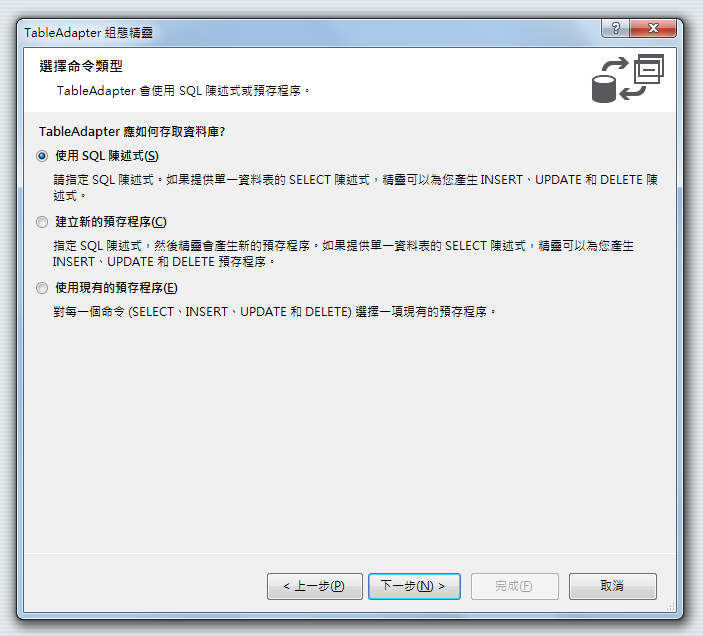 TableAdapter 組態精靈
選擇命令類型
TableAdapter 會使用 SQL 陳述式或預存程序。
TableAdapter 應如何存取資料庫?
使用 SQL 陳述式(S)
請指定 SQL 陳述式。如果提供單一資料表的 SELECT 陳述式，精靈可以為您產生 INSERT、UPDATE 和 DELETE 陳
述式。
建立新的預存程序(C)
指定 SQL 陳述式，然後精靈會產生新的預存程序。如果提供單一資料表的 SELECT 陳述式，精靈可以為您產生
INSERT、UPDATE 和 DELETE 預存程序。
使用現有的預存程序(E)
對每一個命令 (SELECT、INSERT、UPDATE 和 DELETE) 選擇一項現有的預存程序。
< 上一步(P) 下一步(N) > 完成(F) 取消